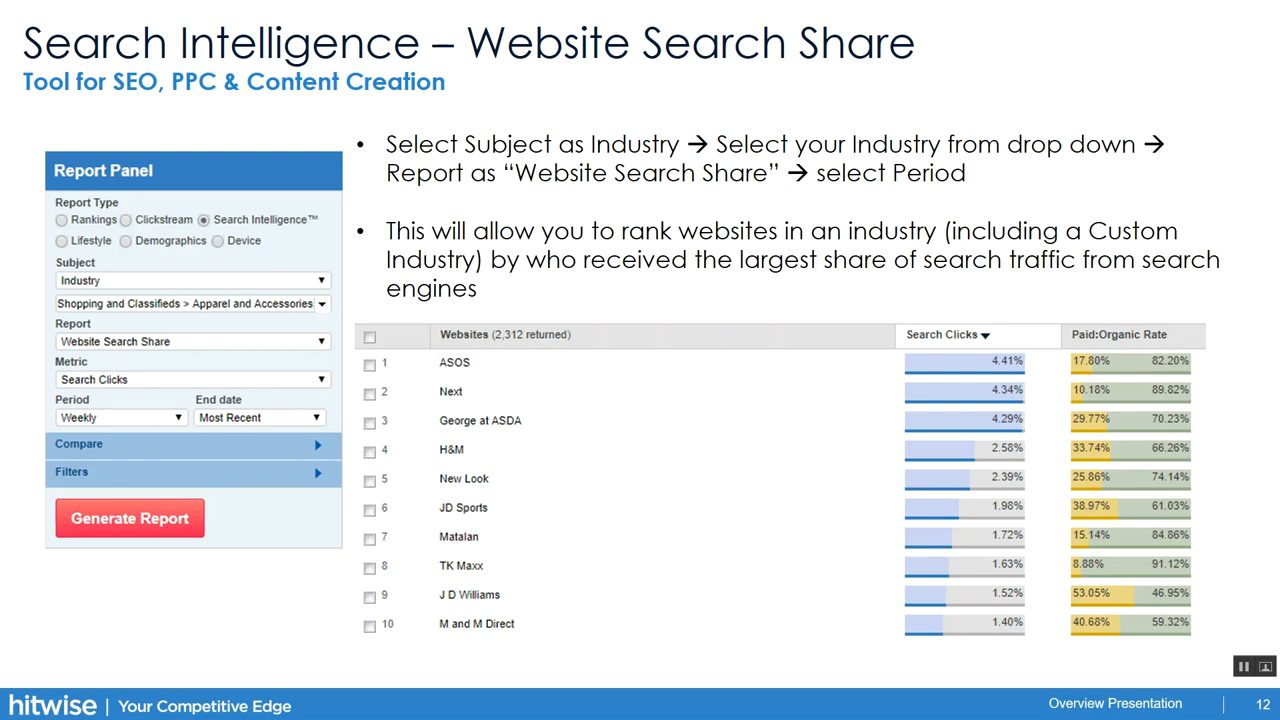 Search Intelligence – Website Search Share
Tool for SEO, PPC & Content Creation
Report Panel
Report Type
Rankings Clickstream Search Intelligence™
Lifestyle Demographics Device
Subject
Industry
Shopping and Classifieds > Apparel and Accessories
Report
Website Search Share
Metric
Search Clicks
Period End date
Weekly Most Recent
Compare
Filters
Generate Report
• Select Subject as Industry → Select your Industry from drop down →
Report as “Website Search Share” → select Period
• This will allow you to rank websites in an industry (including a Custom
Industry) by who received the largest share of search traffic from search
engines
Websites (2,312 returned) Search Clicks Paid:Organic Rate
1 ASOS 4.41% 17.80% 82.20%
2 Next 4.34% 10.18% 89.82%
3 George at ASDA 4.29% 29.77% 70.23%
4 H&M 2.58% 33.74% 66.26%
5 New Look 2.39% 25.86% 74.14%
6 JD Sports 1.98% 38.97% 61.03%
7 Matalan 1.72% 15.14% 84.86%
8 TK Maxx 1.63% 8.88% 91.12%
9 J D Williams 1.52% 53.05% 46.95%
10 M and M Direct 1.40% 40.68% 59.32%
hitwise | Your Competitive Edge
Overview Presentation 12